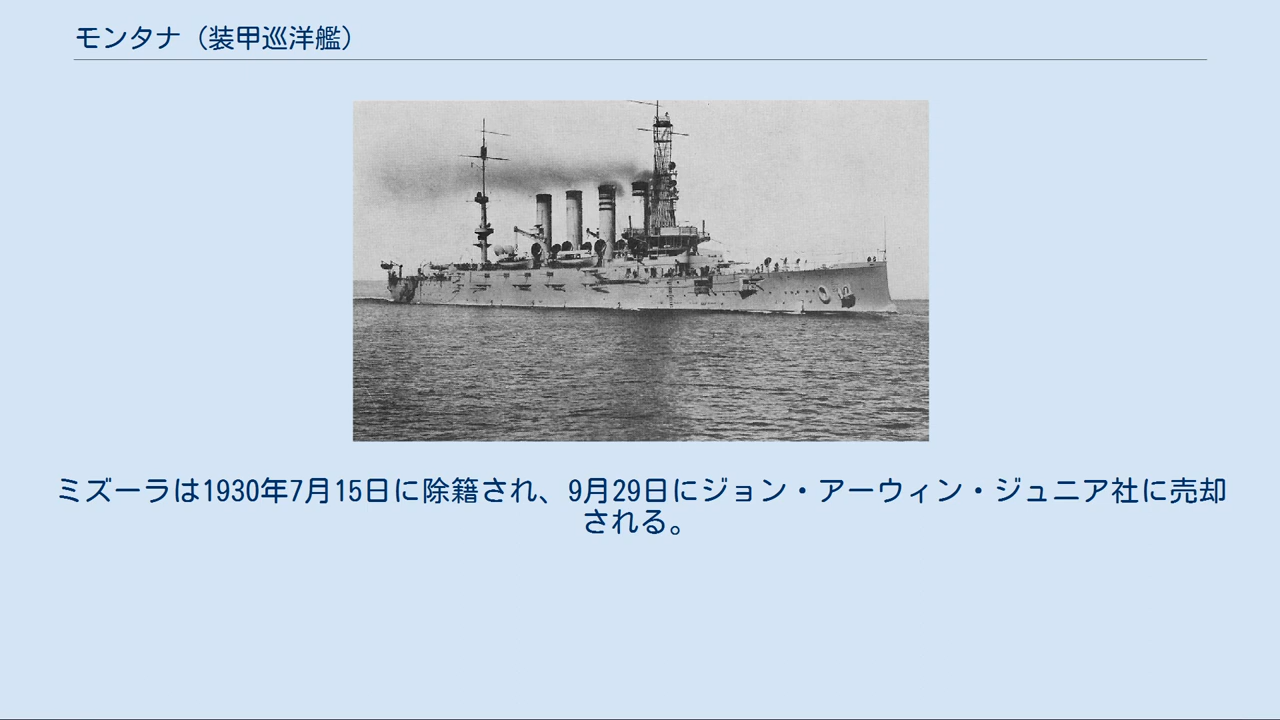 モンタナ（装甲巡洋艦）
ミズーラは1930年7月15日に除籍され、9月29日にジョン・アーウィン・ジュニア社に売却
される。